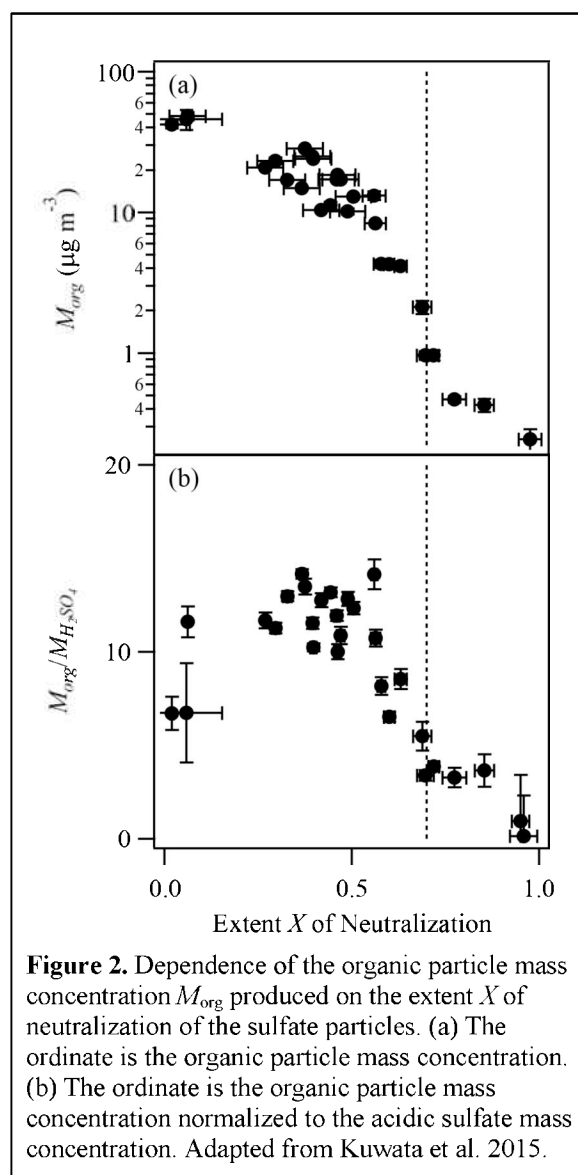 (a)
100
6
4
2
10
6
4
2
1
6
4
M_org (μg m⁻³)
(b)
20
10
0
M_org/M_H₂SO₄
0.0 0.5 1.0
Extent X of Neutralization
Figure 2. Dependence of the organic particle mass
concentration M_org produced on the extent X of
neutralization of the sulfate particles. (a) The
ordinate is the organic particle mass concentration.
(b) The ordinate is the organic particle mass
concentration normalized to the acidic sulfate mass
concentration. Adapted from Kuwata et al. 2015.